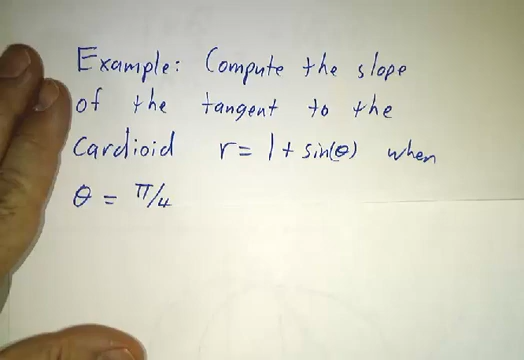 Example: Compute the slope
of the tangent to the
Cardioid r = 1 + sin(θ) when
θ = π/4